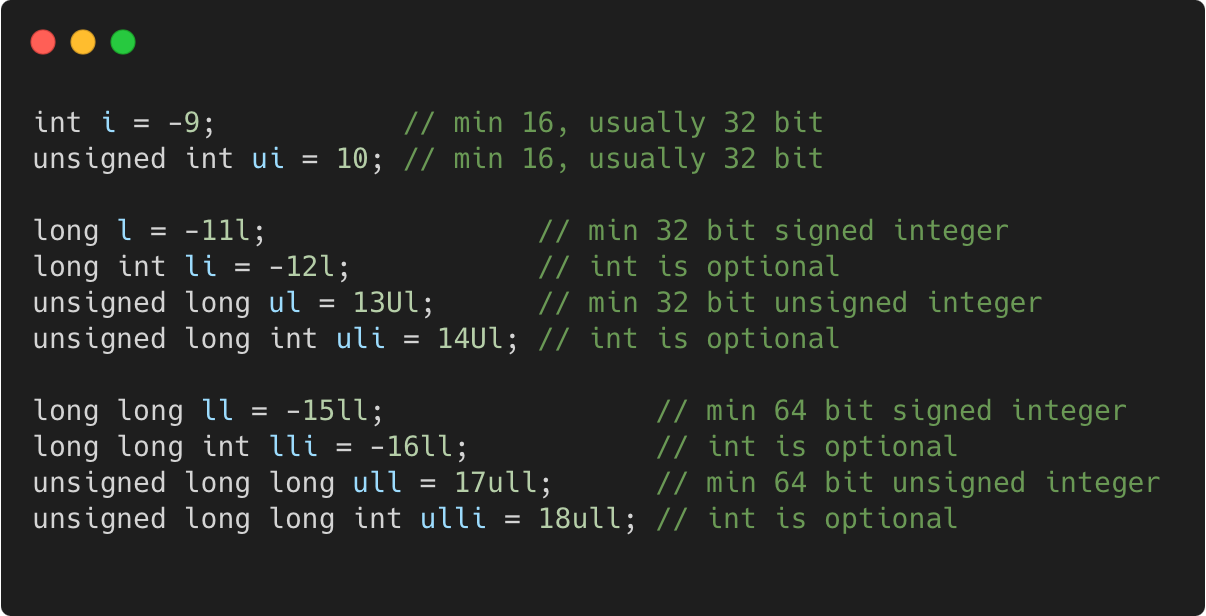 int i = -9;           // min 16, usually 32 bit
unsigned int ui = 10; // min 16, usually 32 bit
long l = -11l;                // min 32 bit signed integer
long int li = -12l;           // int is optional
unsigned long ul = 13Ul;      // min 32 bit unsigned integer
unsigned long int uli = 14Ul; // int is optional
long long ll = -15ll;                // min 64 bit signed integer
long long int lli = -16ll;           // int is optional
unsigned long long ull = 17ull;      // min 64 bit unsigned integer
unsigned long long int ulli = 18ull; // int is optional